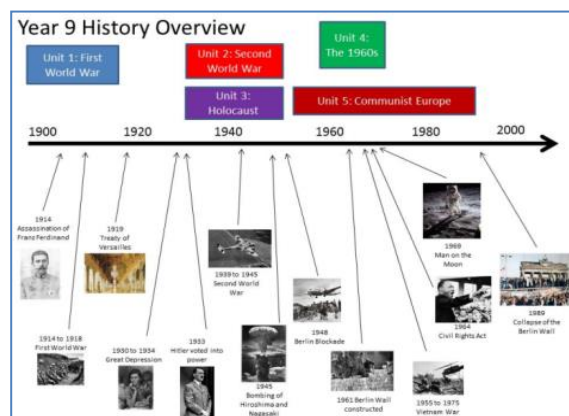 Year 9 History Overview
Unit 1: First
World War
Unit 2: Second
World War
Unit 4:
The 1960s
Unit 3:
Holocaust
Unit 5: Communist Europe
1900
1920
1940
1960
1980
2000
1914
Assassination of
Frans Ferdinand
1919
Treaty of
Versailles
1939 to 1945
Second World
War
1969
Man on the
Moon
1948
Berlin Blockade
1964
Civil Rights Act
1989
Collapse of the
Berlin Wall
1914 to 1918
First World War
1930 to 1934
Great Depression
1933
Hitler voted into
power
1945
Bombing of
Hiroshima and
Nagasaki
1961 Berlin Wall
constructed
1955 to 1975
Vietnam War